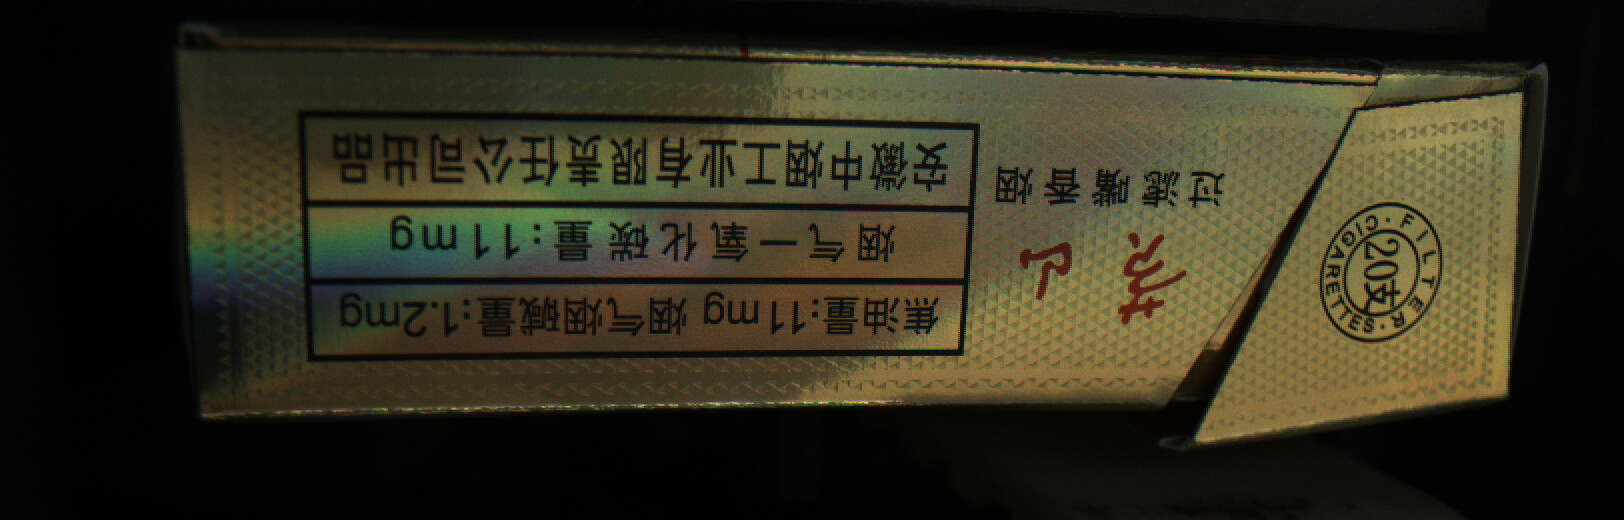 FILTER · CIGARETTES ·
20支
黄山
过滤嘴香烟
焦油量:11mg 烟气烟碱量:1.2mg
烟气一氧化碳量:11mg
安徽中烟工业有限责任公司出品